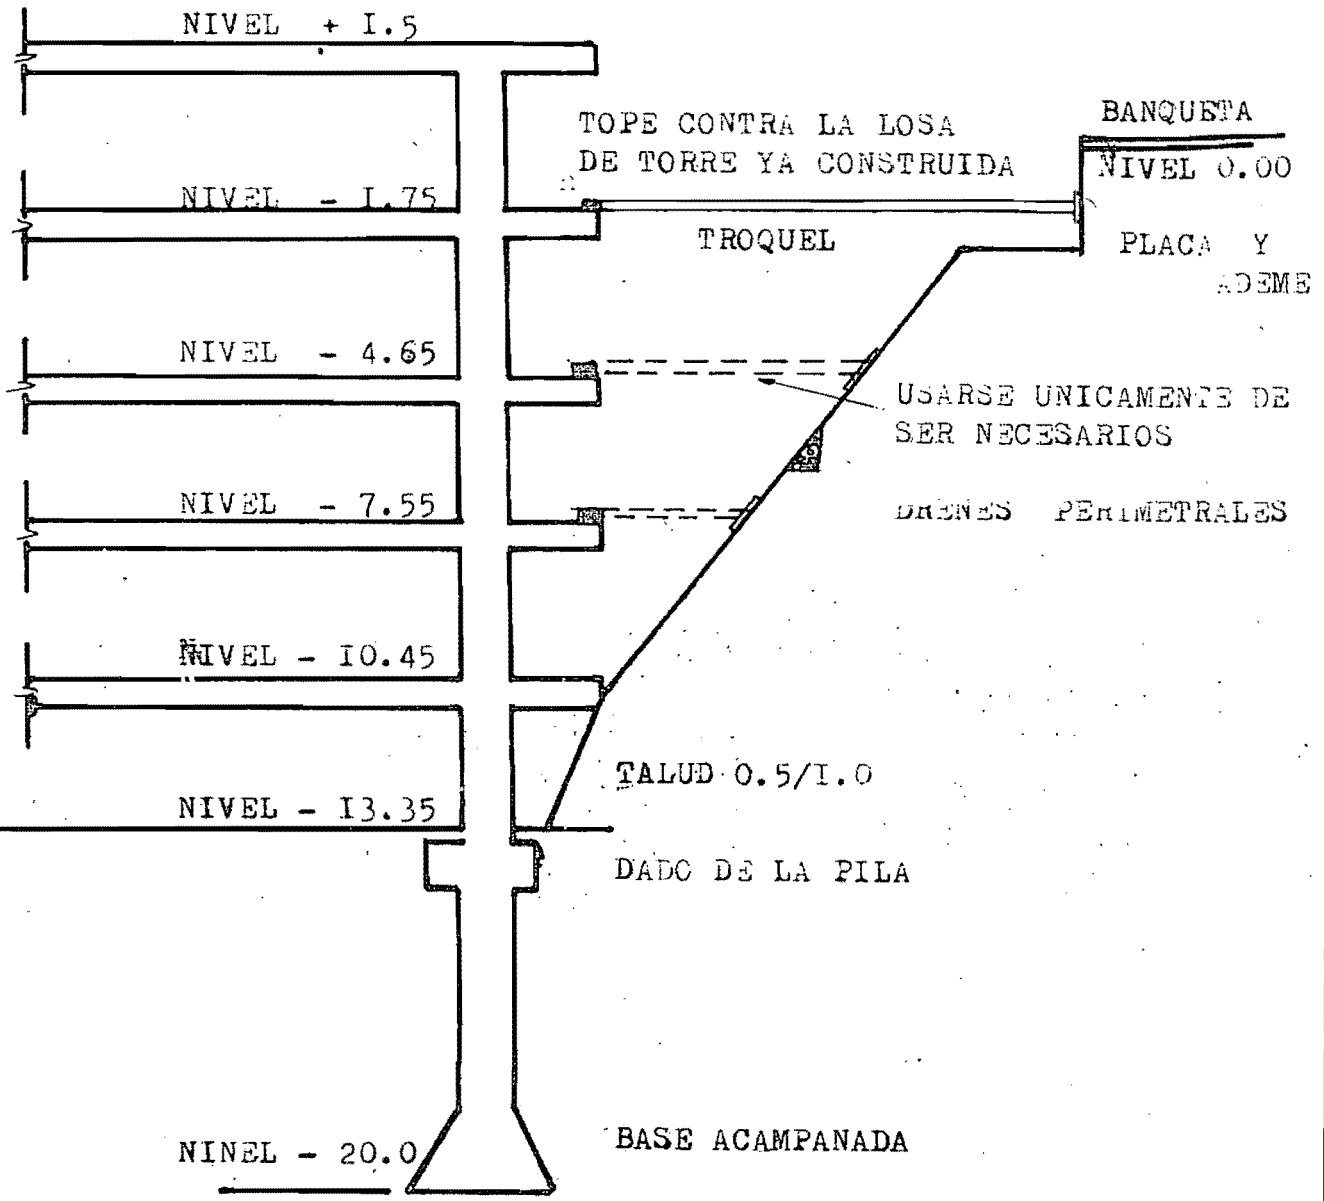 NIVEL + I.5
BANQUETA
TOPE CONTRA LA LOSA
DE TORRE YA CONSTRUIDA
NIVEL 0.00
NIVEL - I.75
TROQUEL
PLACA Y
ADEME
NIVEL - 4.65
USARSE UNICAMENTE DE
SER NECESARIOS
NIVEL - 7.55
DRENES PERIMETRALES
NIVEL - I0.45
TALUD 0.5/I.0
NIVEL - I3.35
DADO DE LA PILA
BASE ACAMPANADA
NINEL - 20.0